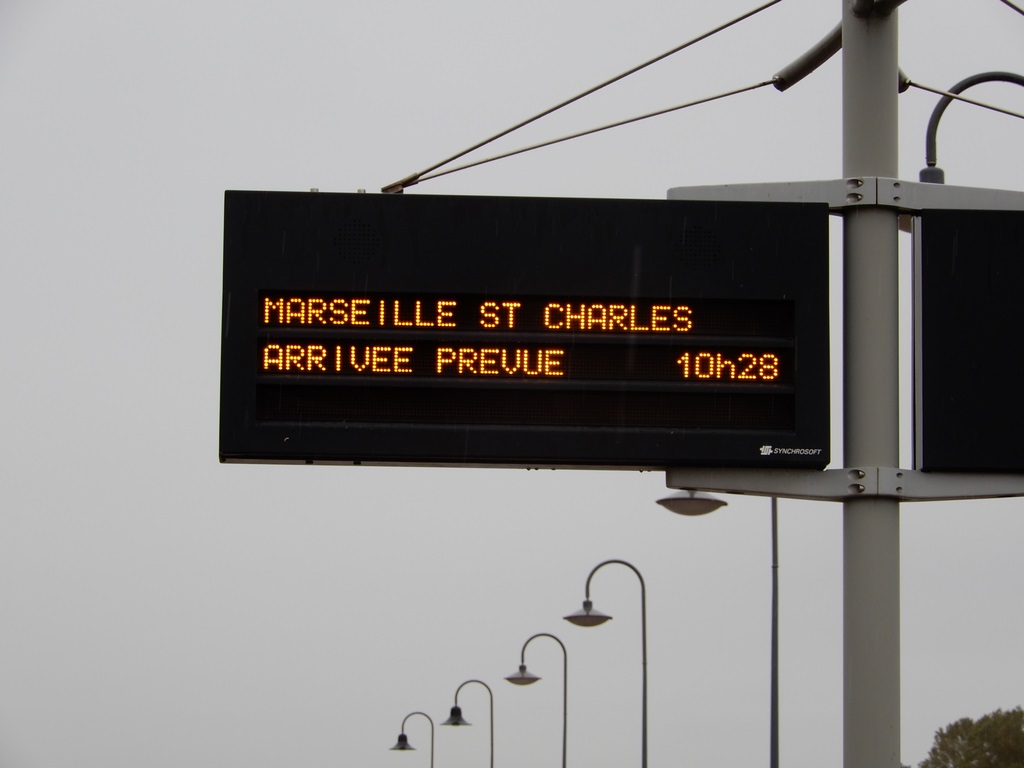 MARSEILLE ST CHARLES
ARRIVEE PREVUE 10h28
SYNCHROSOFT